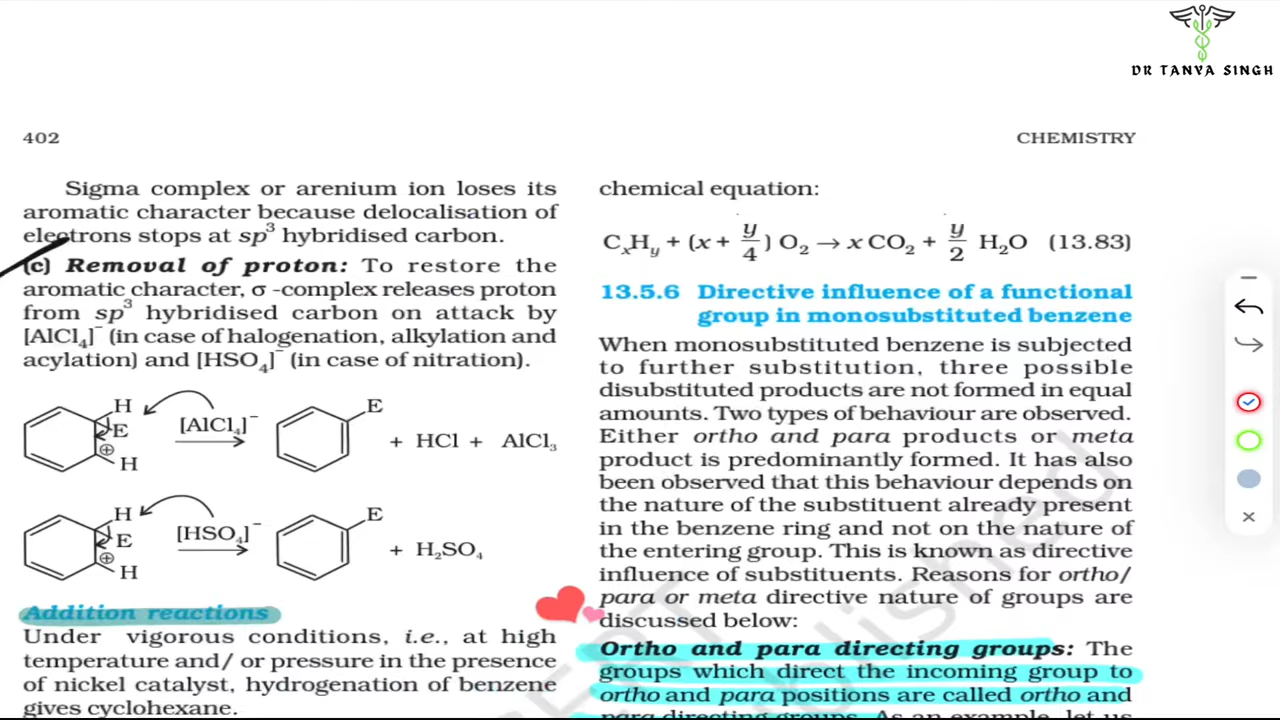 DR TANYA SINGH
402
CHEMISTRY
Sigma complex or arenium ion loses its
aromatic character because delocalisation of
electrons stops at sp³ hybridised carbon.
(c) Removal of proton: To restore the
aromatic character, σ -complex releases proton
from sp³ hybridised carbon on attack by
[AlCl₄]⁻ (in case of halogenation, alkylation and
acylation) and [HSO₄]⁻ (in case of nitration).
H
E
⊕
H
[AlCl₄]⁻
E
+ HCl + AlCl₃
H
E
⊕
H
[HSO₄]⁻
E
+ H₂SO₄
Addition reactions
Under vigorous conditions, i.e., at high
temperature and/ or pressure in the presence
of nickel catalyst, hydrogenation of benzene
gives cyclohexane.
chemical equation:
CₓHᵧ + (x + y/4) O₂ → x CO₂ + y/2 H₂O (13.83)
13.5.6 Directive influence of a functional
group in monosubstituted benzene
When monosubstituted benzene is subjected
to further substitution, three possible
disubstituted products are not formed in equal
amounts. Two types of behaviour are observed.
Either ortho and para products or meta
product is predominantly formed. It has also
been observed that this behaviour depends on
the nature of the substituent already present
in the benzene ring and not on the nature of
the entering group. This is known as directive
influence of substituents. Reasons for ortho/
para or meta directive nature of groups are
discussed below:
Ortho and para directing groups: The
groups which direct the incoming group to
ortho and para positions are called ortho and
para directing groups. As an example, let us